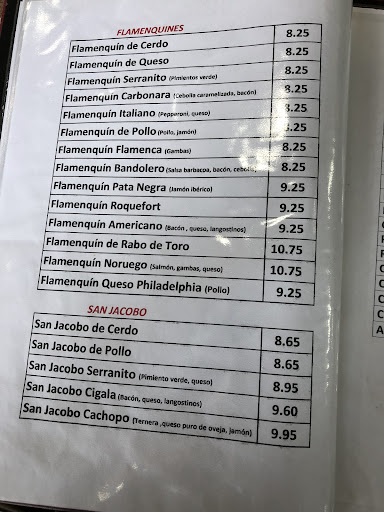 FLAMENQUINES
Flamenquín de Cerdo 8.25
Flamenquín de Queso 8.25
Flamenquín Serranito (Pimientos verde) 8.25
Flamenquín Carbonara (Cebolla caramelizada, bacón) 8.25
Flamenquín Italiano (Pepperoni, queso) 8.25
Flamenquín de Pollo (Pollo, jamón) 8.25
Flamenquín Flamenca (Gambas) 8.25
Flamenquín Bandolero (Salsa barbacoa, bacón, cebolla) 8.25
Flamenquín Pata Negra (Jamón ibérico) 9.25
Flamenquín Roquefort 9.25
Flamenquín Americano (Bacón , queso, langostinos) 9.25
Flamenquín de Rabo de Toro 10.75
Flamenquín Noruego (Salmón, gambas, queso) 10.75
Flamenquín Queso Philadelphia (Pollo) 9.25
SAN JACOBO
San Jacobo de Cerdo 8.65
San Jacobo de Pollo 8.65
San Jacobo Serranito (Pimiento verde, queso) 8.95
San Jacobo Cigala (Bacón, queso, langostinos) 9.60
San Jacobo Cachopo (Ternera ,queso puro de oveja, jamón) 9.95